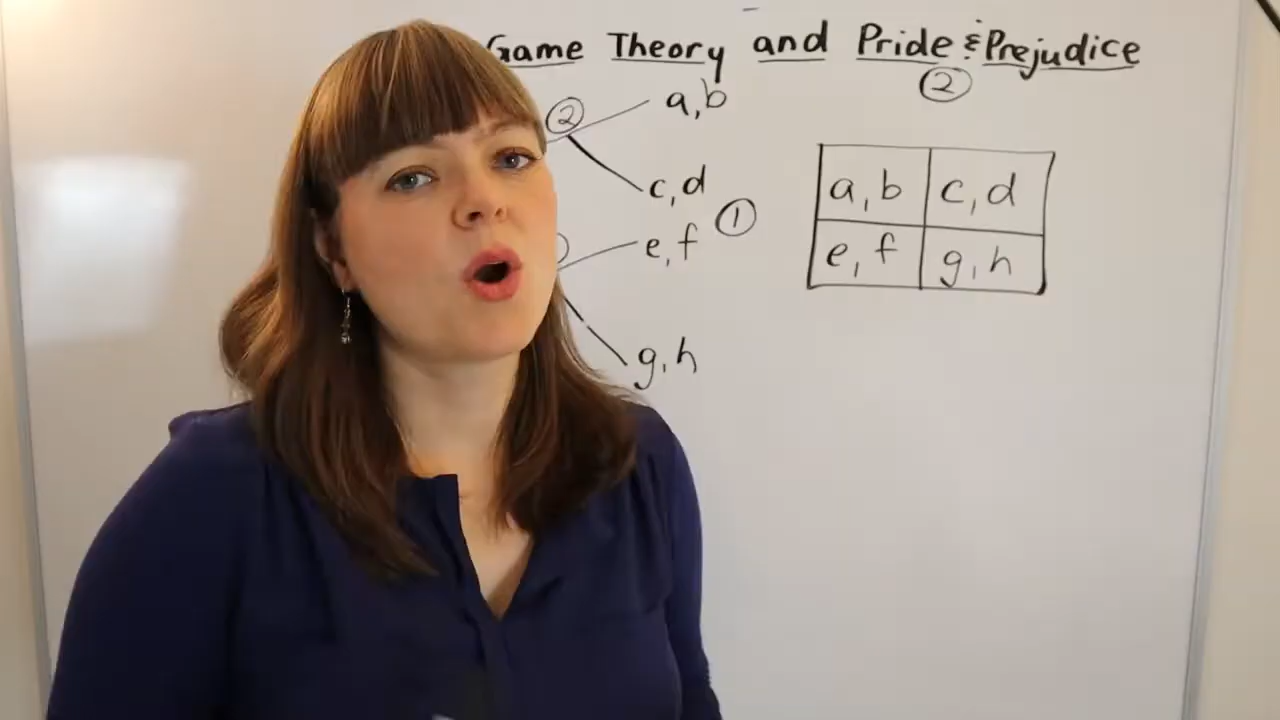 Game Theory and Pride & Prejudice
② a,b
②
c,d
①
e,f
g,h
a,b c,d
e,f g,h